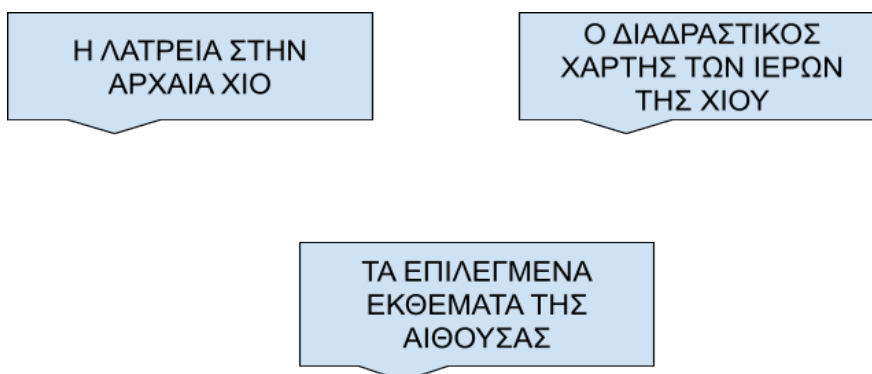 Η ΛΑΤΡΕΙΑ ΣΤΗΝ
ΑΡΧΑΙΑ ΧΙΟ
Ο ΔΙΑΔΡΑΣΤΙΚΟΣ
ΧΑΡΤΗΣ ΤΩΝ ΙΕΡΩΝ
ΤΗΣ ΧΙΟΥ
ΤΑ ΕΠΙΛΕΓΜΕΝΑ
ΕΚΘΕΜΑΤΑ ΤΗΣ
ΑΙΘΟΥΣΑΣ